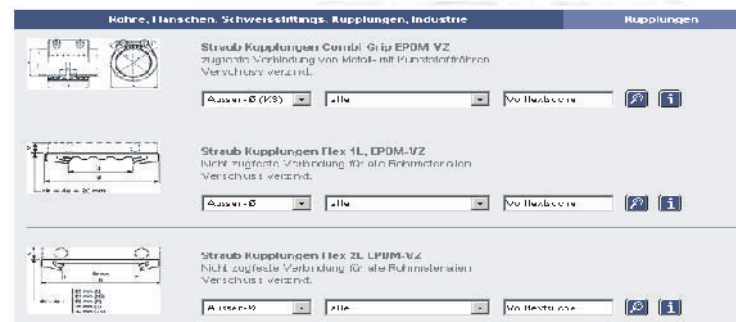 Rohre, Flanschen, Schweissfittings, Kupplungen, Industrie
Kupplungen
Straub Kupplungen Combi-Grip EPDM-VZ
zugfeste Verbindung von Metall- mit Kunststoffröhren
Verschluss verzinkt.
Aussen-Ø (KS)
alle
Volltextsuche
Straub Kupplungen Flex 1L, EPDM-VZ
Nicht zugfeste Verbindung für alle Rohrmaterialien
Verschluss verzinkt.
Aussen-Ø
alle
Volltextsuche
Straub Kupplungen Flex 2L EPDM-VZ
Nicht zugfeste Verbindung für alle Rohrmaterialien
Verschluss verzinkt.
Aussen-Ø
alle
Volltextsuche